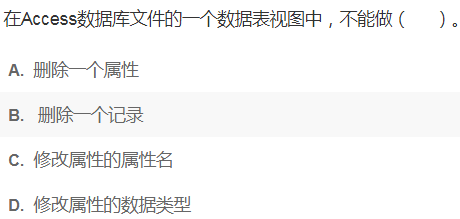 在Access数据库文件的一个数据表视图中，不能做（　　）。
A. 删除一个属性
B. 删除一个记录
C. 修改属性的属性名
D. 修改属性的数据类型